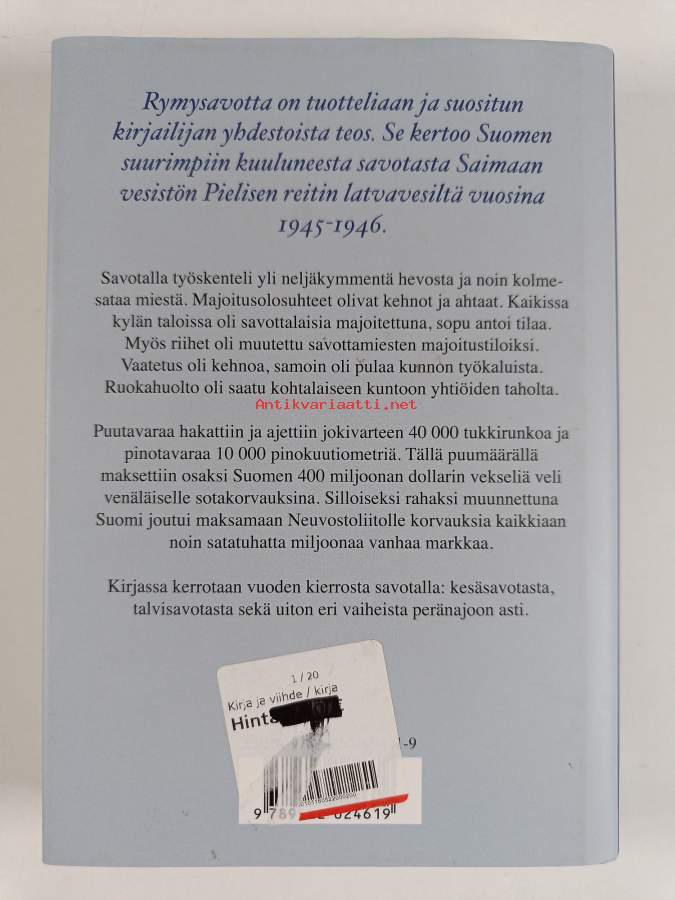 Rymysavotta on tuotteliaan ja suositun
kirjailijan yhdestoista teos. Se kertoo Suomen
suurimpiin kuuluneesta savotasta Saimaan
vesistön Pielisen reitin latvavesiltä vuosina
1945-1946.
Savotalla työskenteli yli neljäkymmentä hevosta ja noin kolme-
sataa miestä. Majoitusolosuhteet olivat kehnot ja ahtaat. Kaikissa
kylän taloissa oli savottalaisia majoitettuna, sopu antoi tilaa.
Myös riihet oli muutettu savottamiesten majoitustiloiksi.
Vaatetus oli kehnoa, samoin oli pulaa kunnon työkaluista.
Ruokahuolto oli saatu kohtalaiseen kuntoon yhtiöiden taholta.
Antikvariaatti.net
Puutavaraa hakattiin ja ajettiin jokivarteen 40 000 tukkirunkoa ja
pinotavaraa 10 000 pinokuutiometriä. Tällä puumäärällä
maksettiin osaksi Suomen 400 miljoonan dollarin vekseliä veli
venäläiselle sotakorvauksina. Silloiseksi rahaksi muunnettuna
Suomi joutui maksamaan Neuvostoliitolle korvauksia kaikkiaan
noin satatuhatta miljoonaa vanhaa markkaa.
Kirjassa kerrotaan vuoden kierrosta savotalla: kesäsavotasta,
talvisavotasta sekä uiton eri vaiheista peränajoon asti.
1 / 20
Kirja ja viihde / kirja
-9
9 789 024619